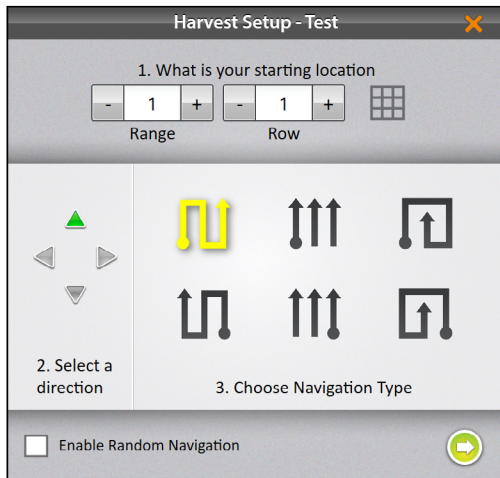 Harvest Setup - Test
1. What is your starting location
- 1 + - 1 +
Range Row
2. Select a
direction
3. Choose Navigation Type
Enable Random Navigation